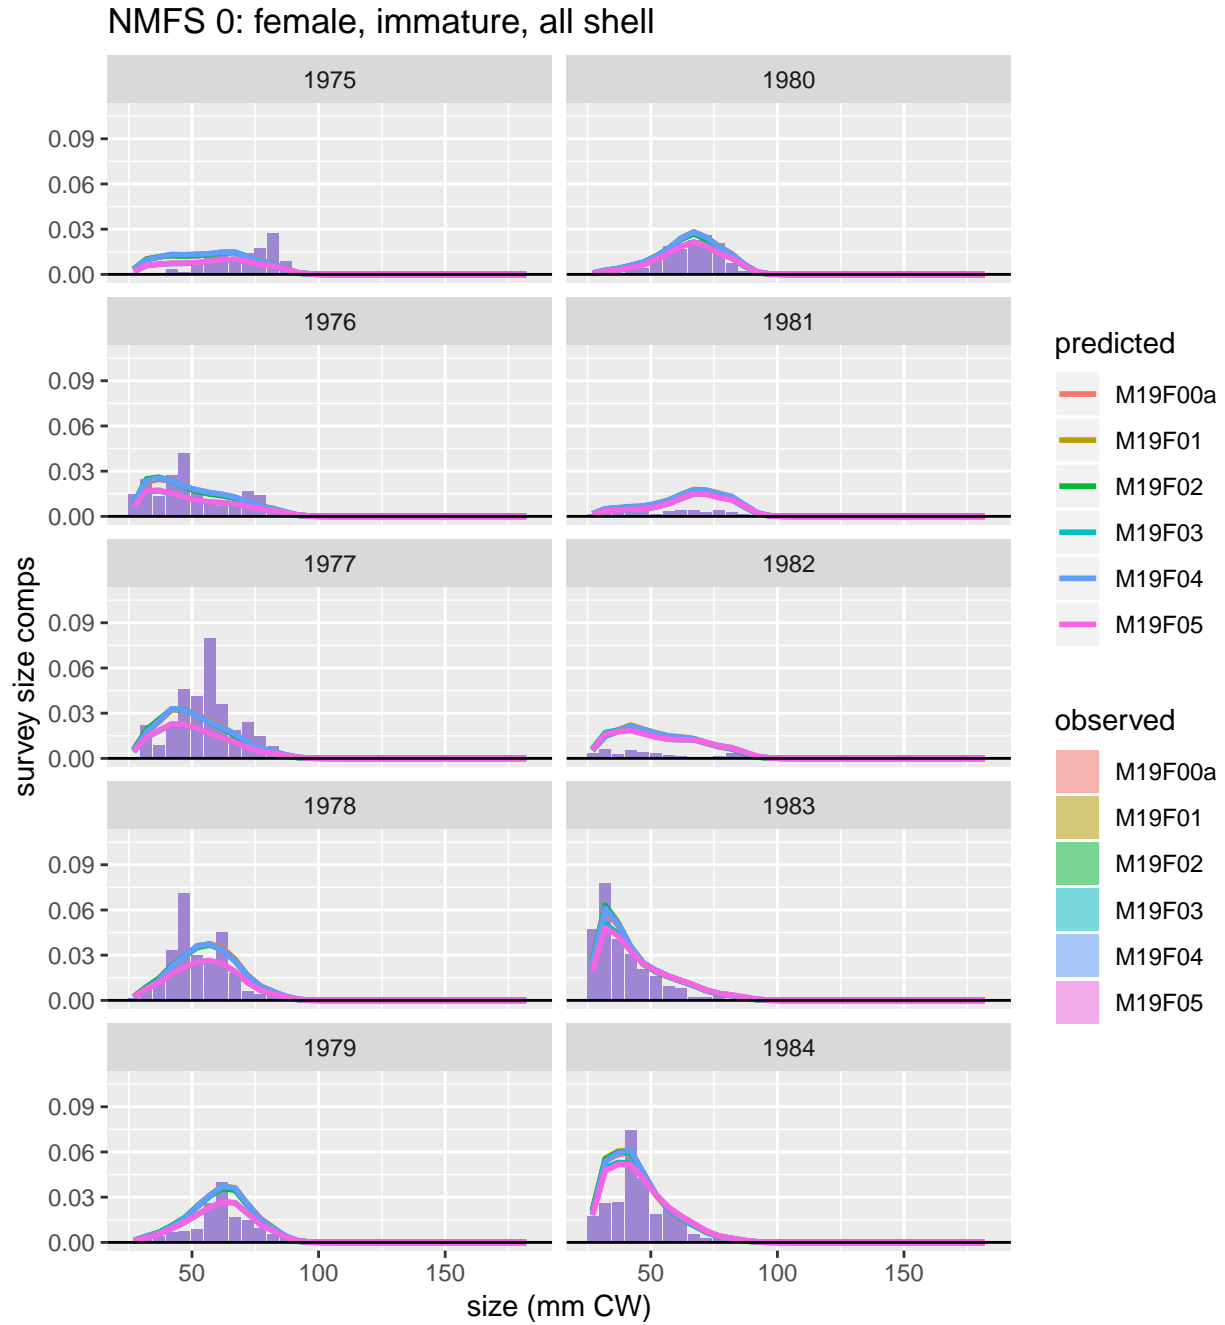 NMFS 0: female, immature, all shell
survey size comps
1975
0.09
0.06
0.03
0.00
1980
1976
0.09
0.06
0.03
0.00
1981
1977
0.09
0.06
0.03
0.00
1982
1978
0.09
0.06
0.03
0.00
1983
1979
0.09
0.06
0.03
0.00
1984
50
100
150
50
100
150
size (mm CW)
predicted
M19F00a
M19F01
M19F02
M19F03
M19F04
M19F05
observed
M19F00a
M19F01
M19F02
M19F03
M19F04
M19F05